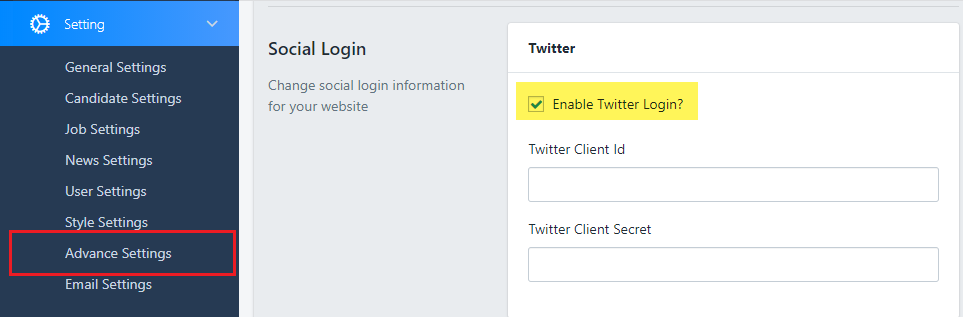 Setting
General Settings
Candidate Settings
Job Settings
News Settings
User Settings
Style Settings
Advance Settings
Email Settings
Social Login
Change social login information
for your website
Twitter
Enable Twitter Login?
Twitter Client Id
Twitter Client Secret